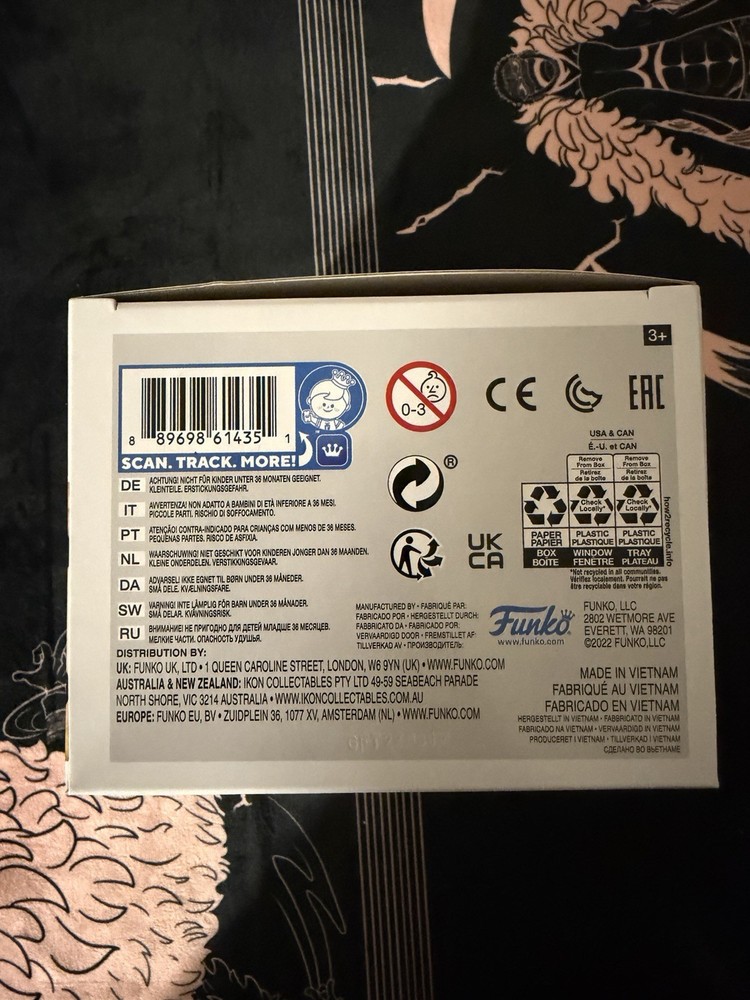 3+
8 89698 61435 1
SCAN. TRACK. MORE!
0-3
CE
EAC
USA & CAN
É.-U. et CAN
Remove From Box
Retirez de la boîte
Remove From Box
Retirez de la boîte
Check Locally*
Check Locally*
PAPER PAPIER
PLASTIC PLASTIQUE
PLASTIC PLASTIQUE
BOX BOÎTE
WINDOW FENÊTRE
TRAY PLATEAU
how2recycle.info
*Not recycled in all communities.
Vérifiez localement. Pourrait ne pas
être recyclable dans votre région.
®
UK
CA
DE ACHTUNG! NICHT FÜR KINDER UNTER 36 MONATEN GEEIGNET.
KLEINTEILE. ERSTICKUNGSGEFAHR.
IT AVVERTENZA! NON ADATTO A BAMBINI DI ETÀ INFERIORE A 36 MESI.
PICCOLE PARTI. RISCHIO DI SOFFOCAMENTO.
PT ATENÇÃO! CONTRA-INDICADO PARA CRIANÇAS COM MENOS DE 36 MESES.
PEQUENAS PARTES. RISCO DE ASFIXIA.
NL WAARSCHUWING! NIET GESCHIKT VOOR KINDEREN JONGER DAN 36 MAANDEN.
KLEINE ONDERDELEN. VERSTIKKINGSGEVAAR.
DA ADVARSEL! IKKE EGNET TIL BØRN UNDER 36 MÅNEDER.
SMÅ DELE. KVÆLNINGSFARE.
SW VARNING! INTE LÄMPLIG FÖR BARN UNDER 36 MÅNADER.
SMÅ DELAR. KVÄVNINGSRISK.
RU ВНИМАНИЕ! НЕ ПРИГОДНО ДЛЯ ДЕТЕЙ МЛАДШЕ 36 МЕСЯЦЕВ.
МЕЛКИЕ ЧАСТИ. ОПАСНОСТЬ УДУШЬЯ.
MANUFACTURED BY • FABRIQUÉ PAR:
FABRICADO POR • HERGESTELLT DURCH:
FABBRICATO DA • FABRICADO POR:
VERVAARDIGD DOOR • FREMSTILLET AF:
TILLVERKAD AV • ПРОИЗВОДИТЕЛЬ:
Funko
www.funko.com
FUNKO, LLC
2802 WETMORE AVE
EVERETT, WA 98201
©2022 FUNKO,LLC
DISTRIBUTION BY:
UK: FUNKO UK, LTD • 1 QUEEN CAROLINE STREET, LONDON, W6 9YN (UK) • WWW.FUNKO.COM
AUSTRALIA & NEW ZEALAND: IKON COLLECTABLES PTY LTD 49-59 SEABEACH PARADE
NORTH SHORE, VIC 3214 AUSTRALIA • WWW.IKONCOLLECTABLES.COM.AU
EUROPE: FUNKO EU, BV • ZUIDPLEIN 36, 1077 XV, AMSTERDAM (NL) • WWW.FUNKO.COM
MADE IN VIETNAM
FABRIQUÉ AU VIETNAM
FABRICADO EN VIETNAM
HERGESTELLT IN VIETNAM • FABBRICATO IN VIETNAM
FABRICADO NA VIETNAM • VERVAARDIGD IN VIETNAM
PRODUCERET I VIETNAM • TILLVERKAD I VIETNAM
СДЕЛАНО ВО ВЬЕТНАМЕ